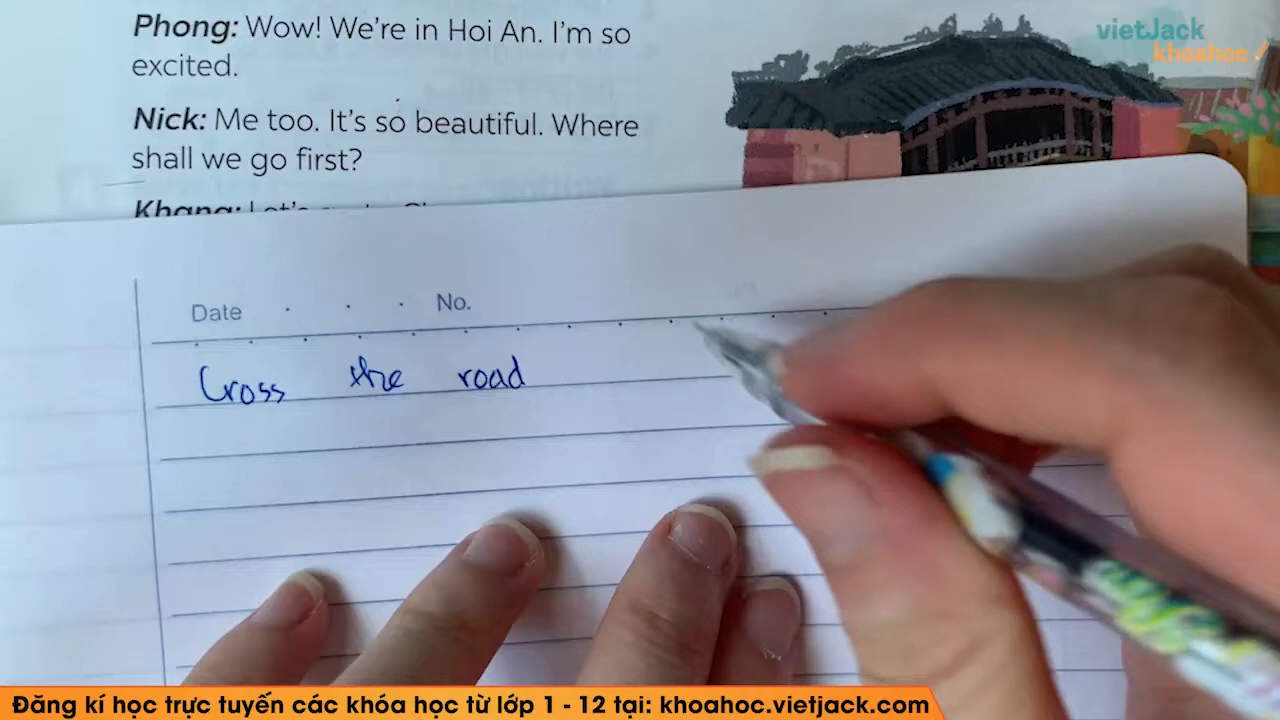 vietJack
khoahoc
Phong: Wow! We're in Hoi An. I'm so
excited.
Nick: Me too. It's so beautiful. Where
shall we go first?
Khang: Let's
Date . . . No.
Cross the road
Đăng kí học trực tuyến các khóa học từ lớp 1 - 12 tại: khoahoc.vietjack.com